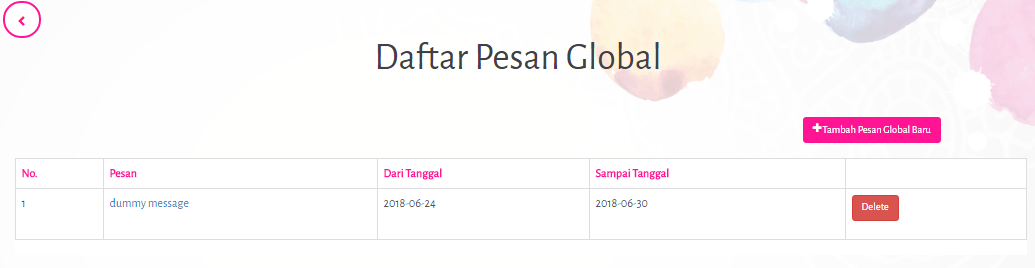 Daftar Pesan Global
+Tambah Pesan Global Baru
No. Pesan Dari Tanggal Sampai Tanggal
1 dummy message 2018-06-24 2018-06-30 Delete